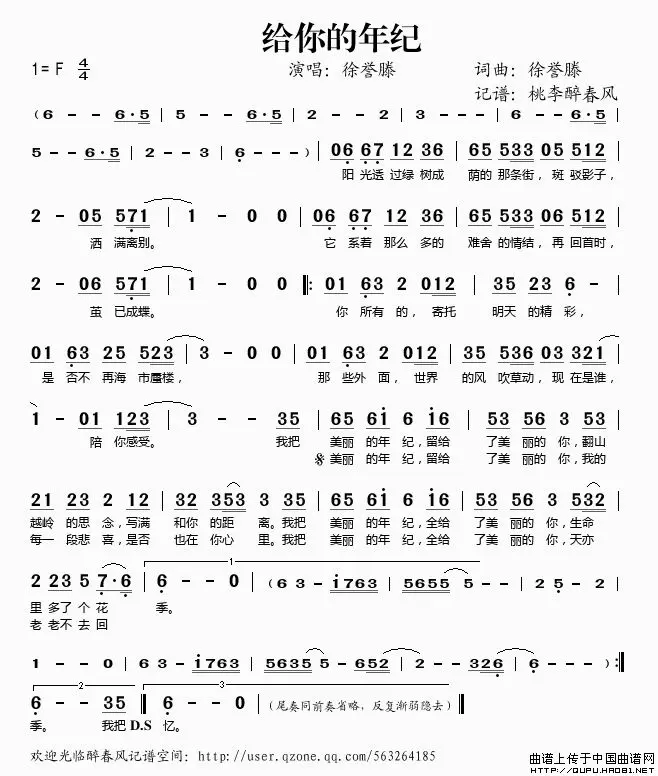 给你的年纪
1=F 4/4 演唱：徐誉滕 词曲：徐誉滕
记谱：桃李醉春风
(6 - - 6·5 | 5 - - 6·5 | 2 - - 2 | 3 - - - | 6 - - 6·5 |
5 - - 6·5 | 2 - - 3 | 6 - - - ) | 06 67 12 36 | 65 533 05 512 |
阳 光透 过绿 树成 荫的 那条街，斑 驳影子，
2 - 05 571 | 1 - 0 0 | 06 67 12 36 | 65 533 06 512 |
洒 满离别。 它 系着 那么 多的 难舍 的情结，再 回首时，
2 - 06 571 | 1 - 0 0 ‖: 01 63 2 012 | 35 23 6 - |
茧 已成蝶。 你 所有 的，寄托 明天 的精 彩，
01 63 25 523 | 3 - 0 0 | 01 63 2 012 | 35 536 03 321 |
是 否不 再海 市蜃楼， 那 些外 面，世界 的风 吹草动，现 在是谁，
1 - 01 123 | 3 - - 35 | 65 61 6 16 | 53 56 3 53 |
陪 你感受。 我把 美丽 的年 纪，留给 了美 丽的 你，翻山
𝄋 美丽 的年 纪，留给 了美 丽的 你，我的
21 23 2 12 | 32 353 3 35 | 65 61 6 16 | 53 56 3 532 |
越岭 的思 念，写满 和你 的距 离。我把 美丽 的年 纪，全给 了美 丽的 你，生命
每一 段悲 喜，是否 也在 你心 里。我把 美丽 的年 纪，全给 了美 丽的 你，天亦
1
2 23 5 7·6 | 6 - - 0 | (6 3 - 1763 | 5655 5 - - | 2 5 - 2 |
里 多了 个 花 季。
老 老不 去 回
1 - - 0 | 6 3 - 1763 | 5635 5 - 652 | 2 - - 326 | 6 - - - ) :‖
2 3
6 - - 35 ‖ 6 - - 0 | (尾奏同前奏省略，反复渐弱隐去) ‖
季。 我把 D.S 忆。
欢迎光临醉春风记谱空间：http://user.qzone.qq.com/563264185
曲谱上传于中国曲谱网
http://QUPU.HAO81.NET